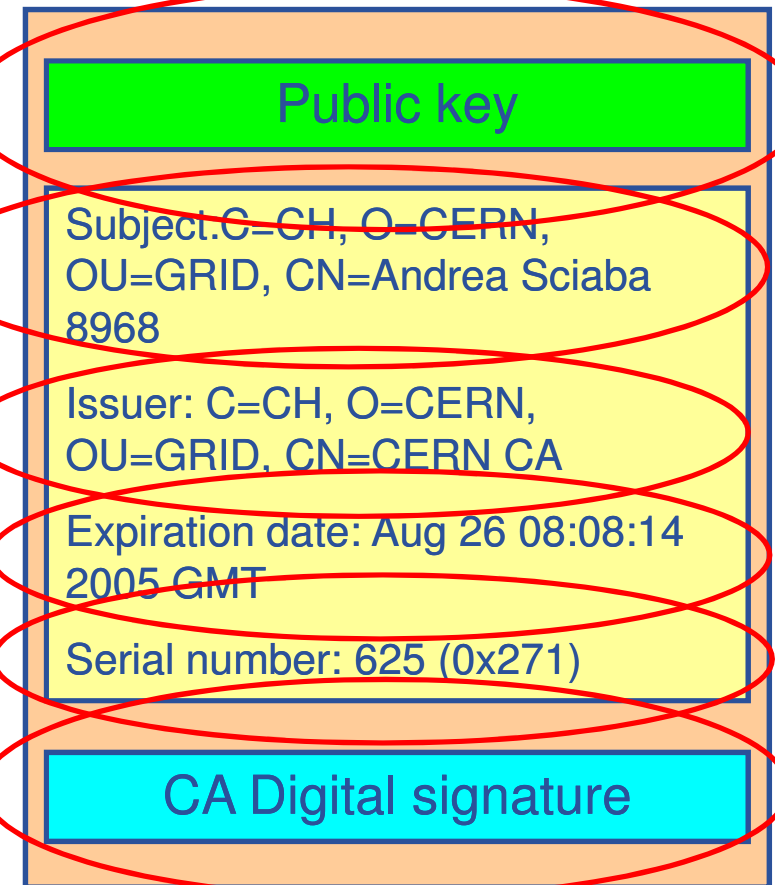 Public key
Subject:C=CH, O=CERN,
OU=GRID, CN=Andrea Sciaba
8968
Issuer: C=CH, O=CERN,
OU=GRID, CN=CERN CA
Expiration date: Aug 26 08:08:14
2005 GMT
Serial number: 625 (0x271)
CA Digital signature